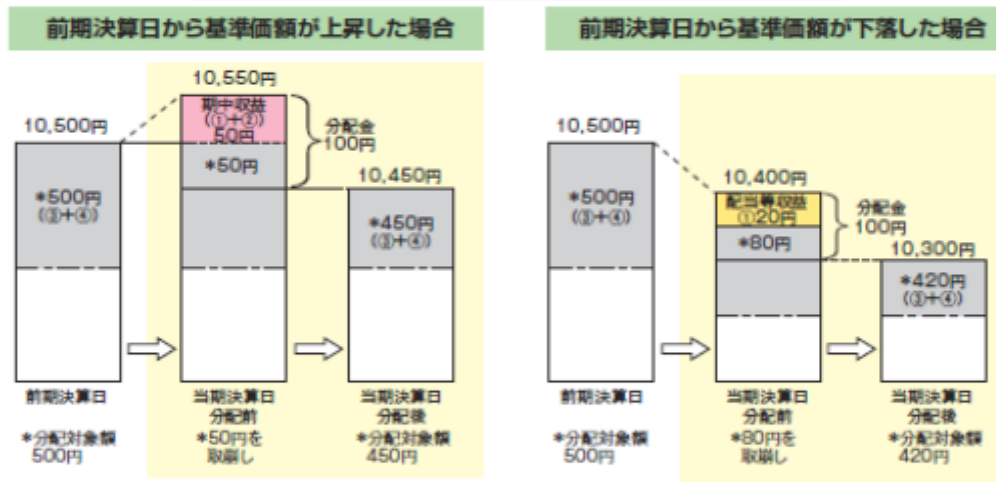 前期決算日から基準価額が上昇した場合
10,550円
期中収益
(①+②)
50円
10,500円
分配金
100円
*50円
10,450円
*500円
(③+④)
*450円
(③+④)
前期決算日
当期決算日
分配前
当期決算日
分配後
*分配対象額
500円
*50円を
取崩し
*分配対象額
450円
前期決算日から基準価額が下落した場合
10,500円
10,400円
*500円
(③+④)
配当等収益
①20円
分配金
100円
*80円
10,300円
*420円
(③+④)
前期決算日
当期決算日
分配前
当期決算日
分配後
*分配対象額
500円
*80円を
取崩し
*分配対象額
420円